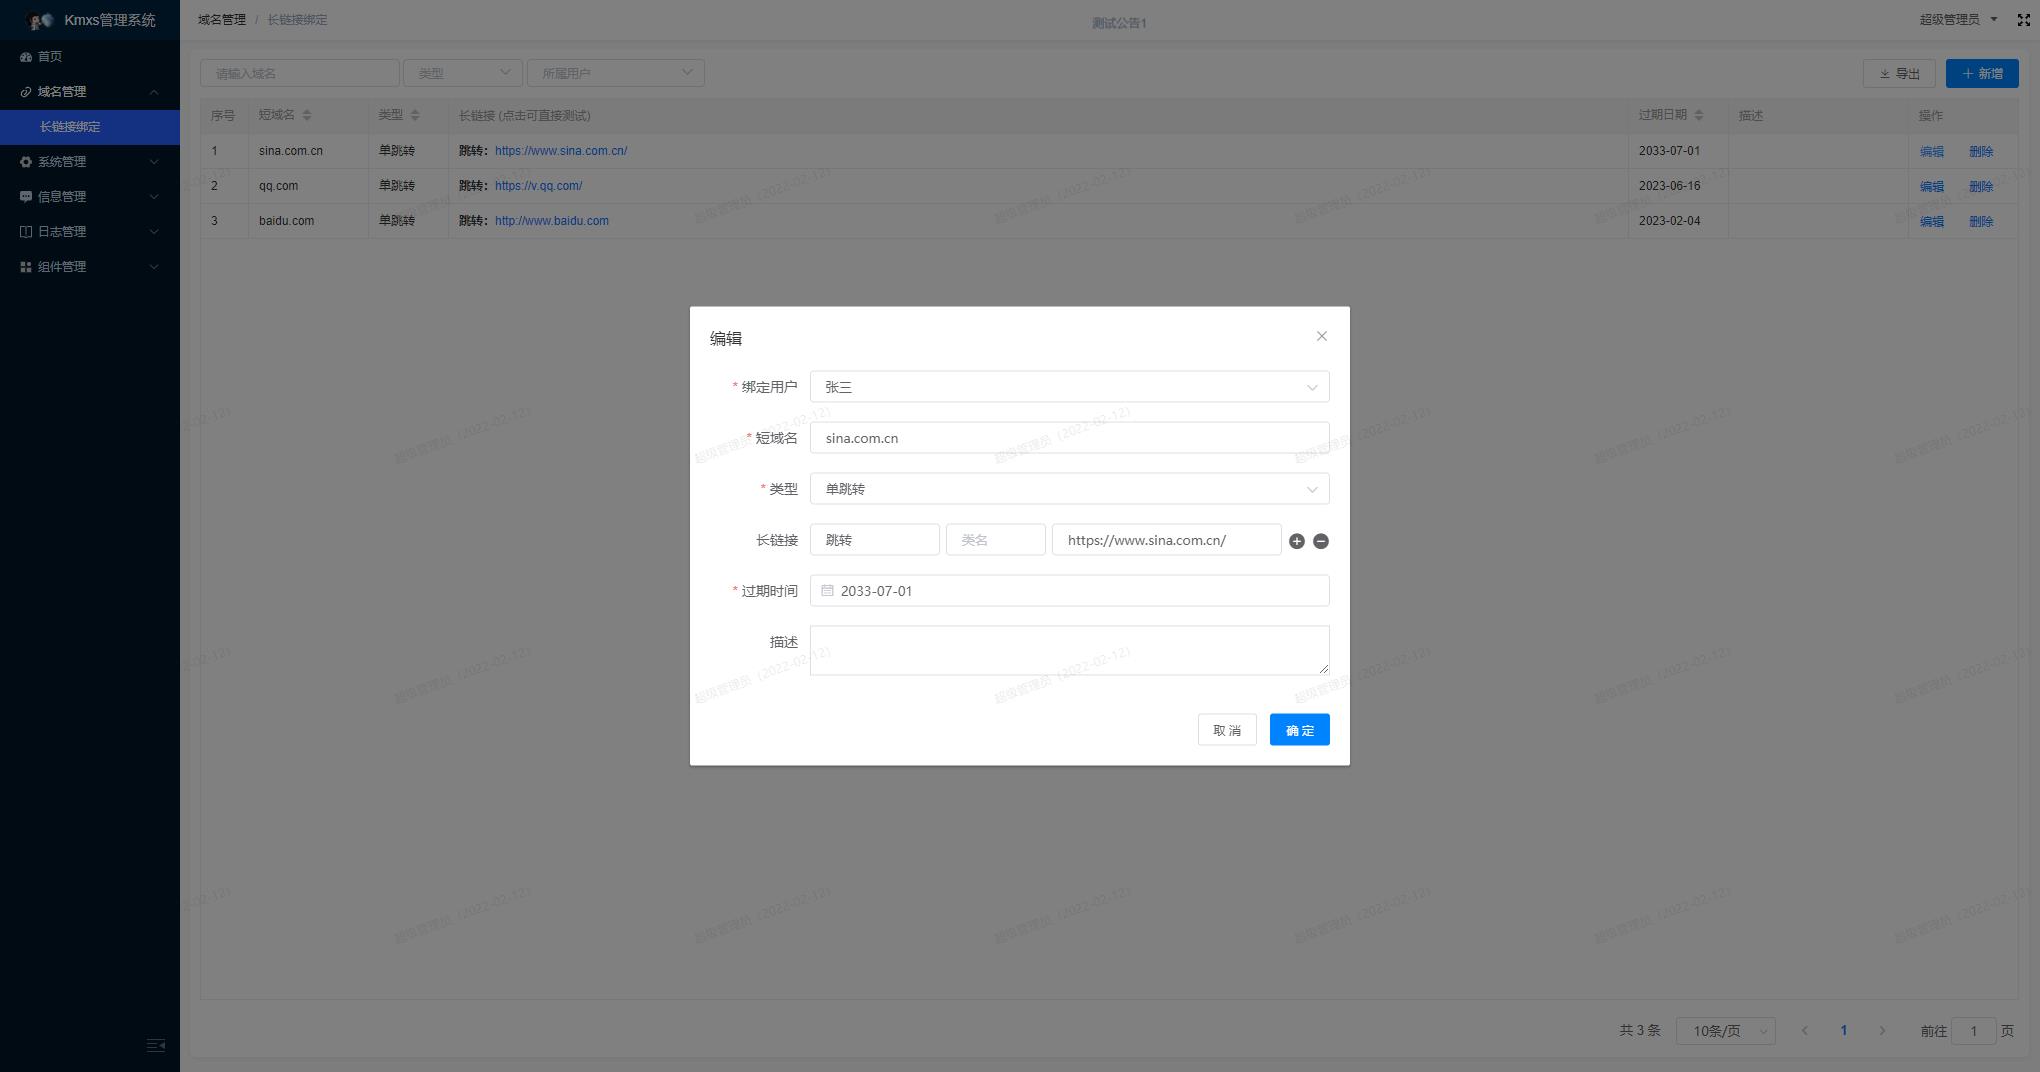 Kmxs管理系统
首页
域名管理
长链接绑定
系统管理
信息管理
日志管理
组件管理
域名管理 / 长链接绑定
测试公告1
超级管理员
请输入域名 类型 所属用户 导出 新增
序号 短域名 类型 长链接 (点击可直接测试) 过期日期 描述 操作
1 sina.com.cn 单跳转 跳转：https://www.sina.com.cn/ 2033-07-01 编辑 删除
2 qq.com 单跳转 跳转：https://v.qq.com/ 2023-06-16 编辑 删除
3 baidu.com 单跳转 跳转：http://www.baidu.com 2023-02-04 编辑 删除
编辑
* 绑定用户 张三
* 短域名 sina.com.cn
* 类型 单跳转
长链接 跳转 类名 https://www.sina.com.cn/
* 过期时间 2033-07-01
描述
取 消 确 定
共 3 条 10条/页 1 前往 1 页
超级管理员（2022-02-12）